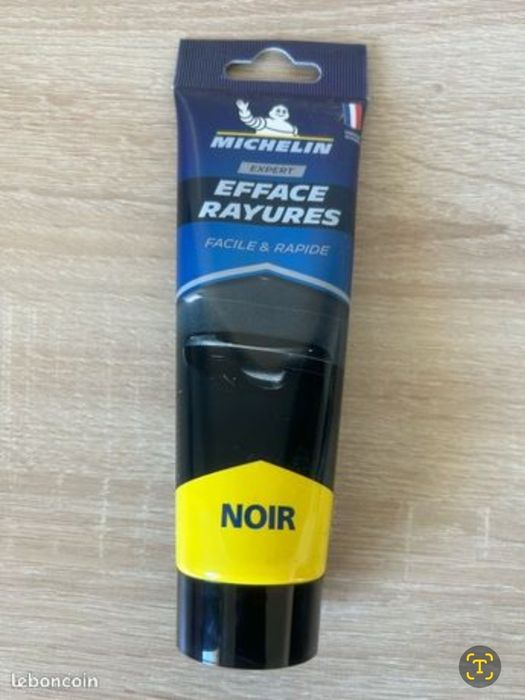 MICHELIN
EXPERT
EFFACE
RAYURES
FACILE & RAPIDE
NOIR
leboncoin